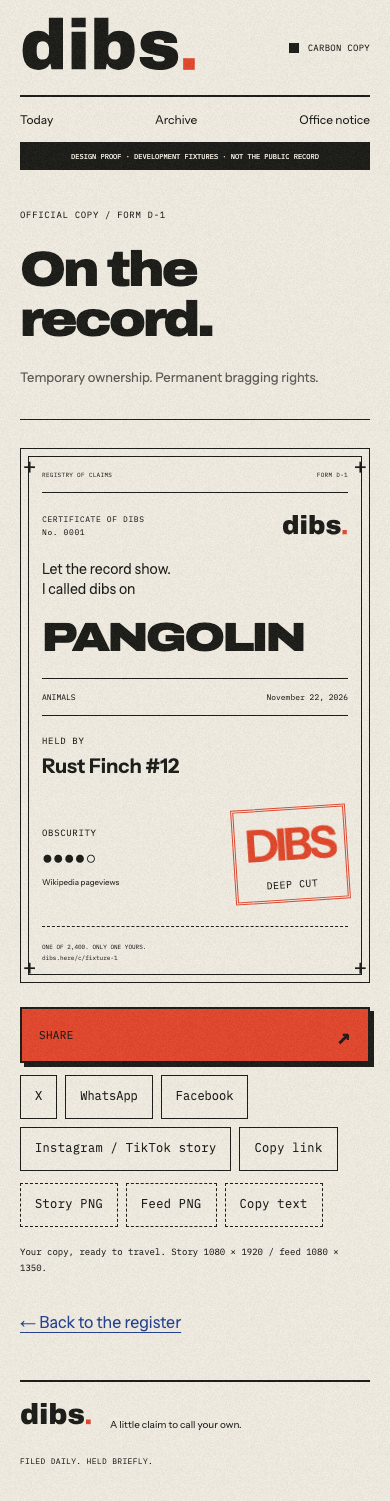 dibs.
CARBON COPY
Today Archive Office notice
DESIGN PROOF · DEVELOPMENT FIXTURES · NOT THE PUBLIC RECORD
OFFICIAL COPY / FORM D-1
On the
record.
Temporary ownership. Permanent bragging rights.
REGISTRY OF CLAIMS FORM D-1
CERTIFICATE OF DIBS
No. 0001
dibs.
Let the record show.
I called dibs on
PANGOLIN
ANIMALS November 22, 2026
HELD BY
Rust Finch #12
OBSCURITY
Wikipedia pageviews
DIBS
DEEP CUT
ONE OF 2,400. ONLY ONE YOURS.
dibs.here/c/fixture-1
SHARE ↗
X WhatsApp Facebook
Instagram / TikTok story Copy link
Story PNG Feed PNG Copy text
Your copy, ready to travel. Story 1080 × 1920 / feed 1080 ×
1350.
← Back to the register
dibs. A little claim to call your own.
FILED DAILY. HELD BRIEFLY.